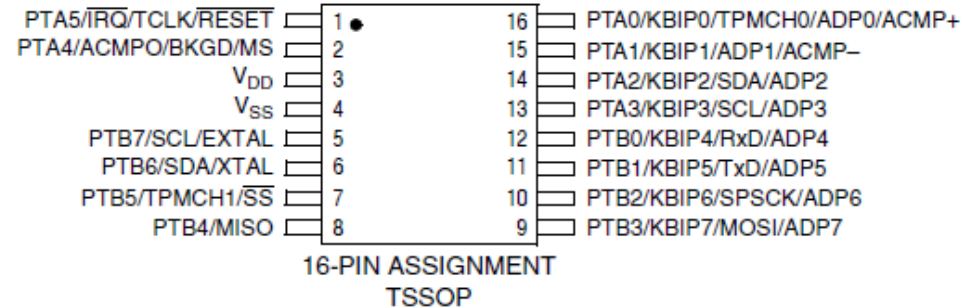 PTA5/IRQ/TCLK/RESET 1 16 PTA0/KBIP0/TPMCH0/ADP0/ACMP+
PTA4/ACMPO/BKGD/MS 2 15 PTA1/KBIP1/ADP1/ACMP–
VDD 3 14 PTA2/KBIP2/SDA/ADP2
VSS 4 13 PTA3/KBIP3/SCL/ADP3
PTB7/SCL/EXTAL 5 12 PTB0/KBIP4/RxD/ADP4
PTB6/SDA/XTAL 6 11 PTB1/KBIP5/TxD/ADP5
PTB5/TPMCH1/SS 7 10 PTB2/KBIP6/SPSCK/ADP6
PTB4/MISO 8 9 PTB3/KBIP7/MOSI/ADP7
16-PIN ASSIGNMENT
TSSOP